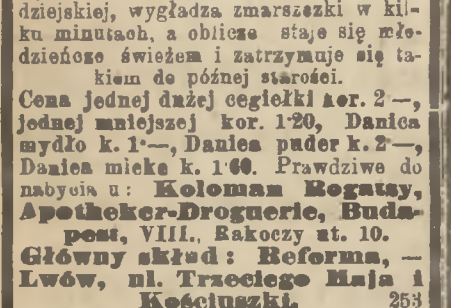 dziejskiej, wygładza zmarszczki w kil-
ku minutach, a oblicze staje się mło-
dzieńczo świeżem i zatrzymuje się ta-
kiem do późnej starości.
Cena jednej dużej cegiełki kor. 2—,
jednej mniejszej kor. 1·20, Danica
mydło k. 1·—, Danica puder k. 2—,
Danica mleko k. 1·60. Prawdziwe do
nabycia u: Koloman Rogatsy,
Apotheker-Droguerie, Buda-
pest, VIII., Rakoczy ut. 10.
Główny skład: Reforma, —
Lwów, ul. Trzeciego Maja i
Kościuszki. 253